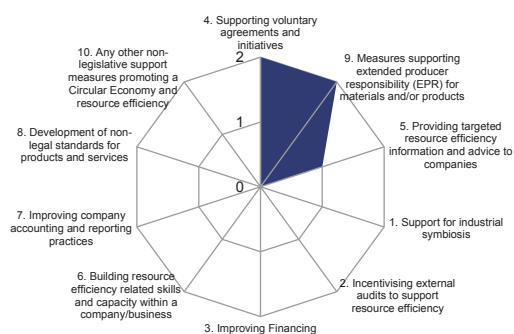 4. Supporting voluntary
agreements and
initiatives
9. Measures supporting
extended producer
responsibility (EPR) for
materials and/or products
5. Providing targeted
resource efficiency
information and advice to
companies
1. Support for industrial
symbiosis
2. Incentivising external
audits to support
resource efficiency
3. Improving Financing
6. Building resource
efficiency related skills
and capacity within a
company/business
7. Improving company
accounting and reporting
practices
8. Development of non-
legal standards for
products and services
10. Any other non-
legislative support
measures promoting a
Circular Economy and
resource efficiency
2
1
0